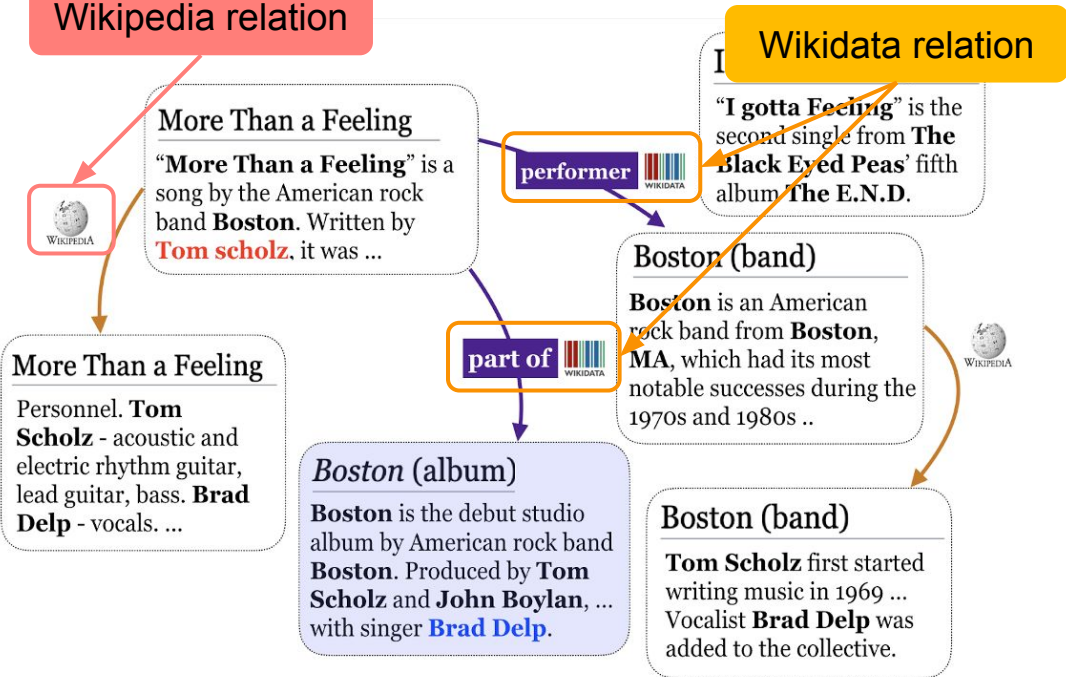 Wikipedia relation
Wikidata relation
More Than a Feeling
“More Than a Feeling” is a
song by the American rock
band Boston. Written by
Tom scholz, it was ...
WIKIPEDIA
performer
WIKIDATA
I
“I gotta Feeling” is the
second single from The
Black Eyed Peas’ fifth
album The E.N.D.
Boston (band)
Boston is an American
rock band from Boston,
MA, which had its most
notable successes during the
1970s and 1980s ..
WIKIPEDIA
part of
WIKIDATA
More Than a Feeling
Personnel. Tom
Scholz - acoustic and
electric rhythm guitar,
lead guitar, bass. Brad
Delp - vocals. ...
Boston (album)
Boston is the debut studio
album by American rock band
Boston. Produced by Tom
Scholz and John Boylan, ...
with singer Brad Delp.
Boston (band)
Tom Scholz first started
writing music in 1969 ...
Vocalist Brad Delp was
added to the collective.